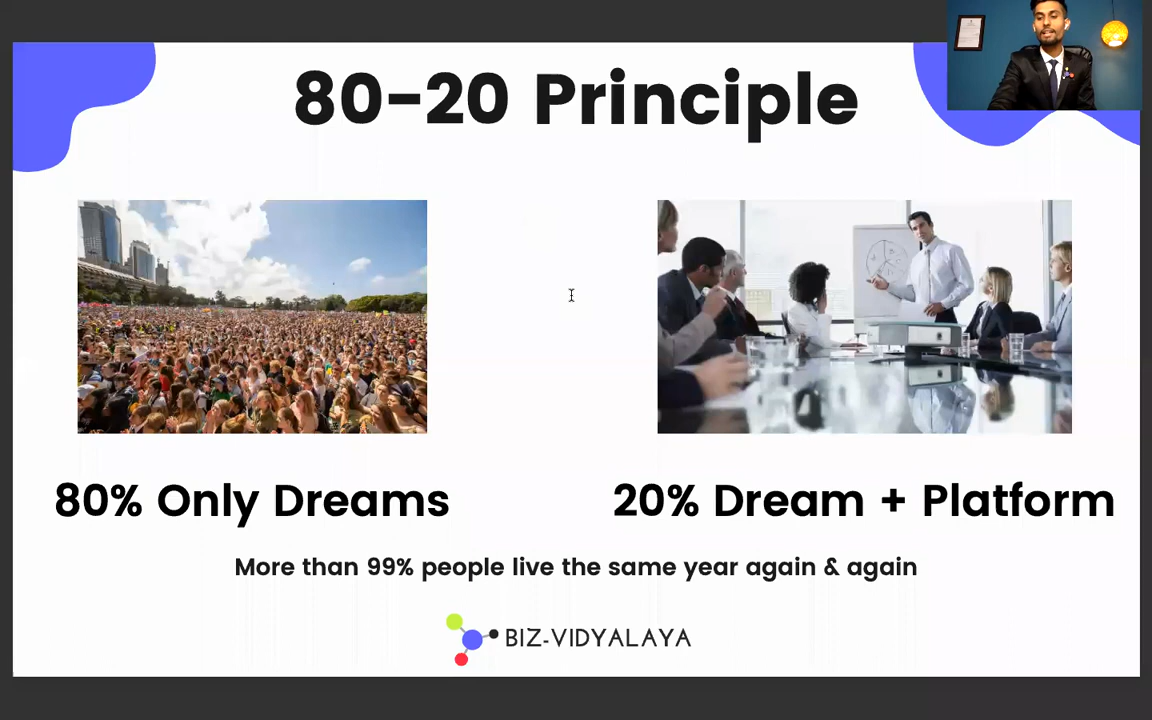 80-20 Principle
80% Only Dreams
20% Dream + Platform
More than 99% people live the same year again & again
BIZ-VIDYALAYA